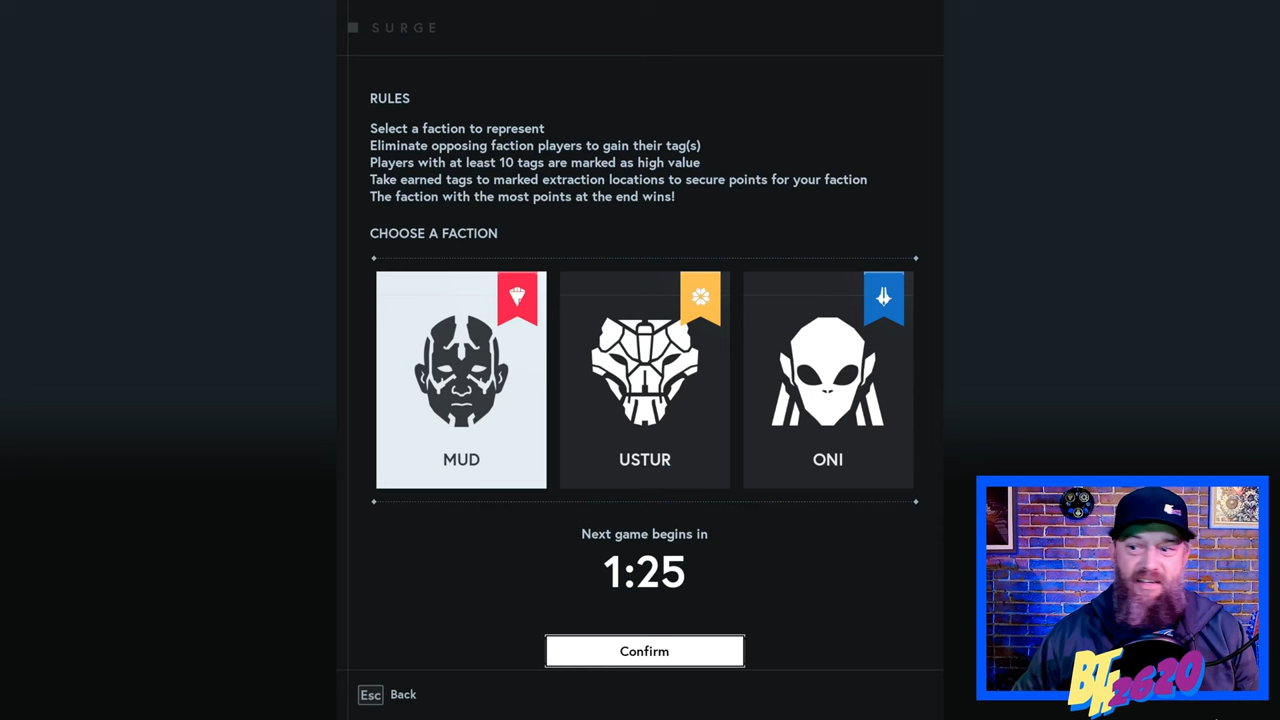 SURGE
RULES
Select a faction to represent
Eliminate opposing faction players to gain their tag(s)
Players with at least 10 tags are marked as high value
Take earned tags to marked extraction locations to secure points for your faction
The faction with the most points at the end wins!
CHOOSE A FACTION
MUD
USTUR
ONI
Next game begins in
1:25
Confirm
Esc Back
BTH2620